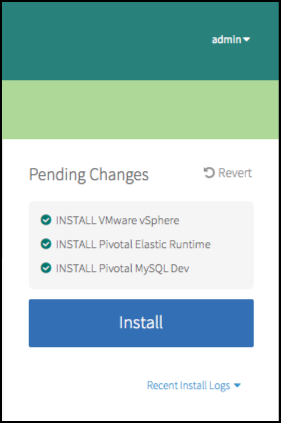 admin
Pending Changes
Revert
INSTALL VMware vSphere
INSTALL Pivotal Elastic Runtime
INSTALL Pivotal MySQL Dev
Install
Recent Install Logs